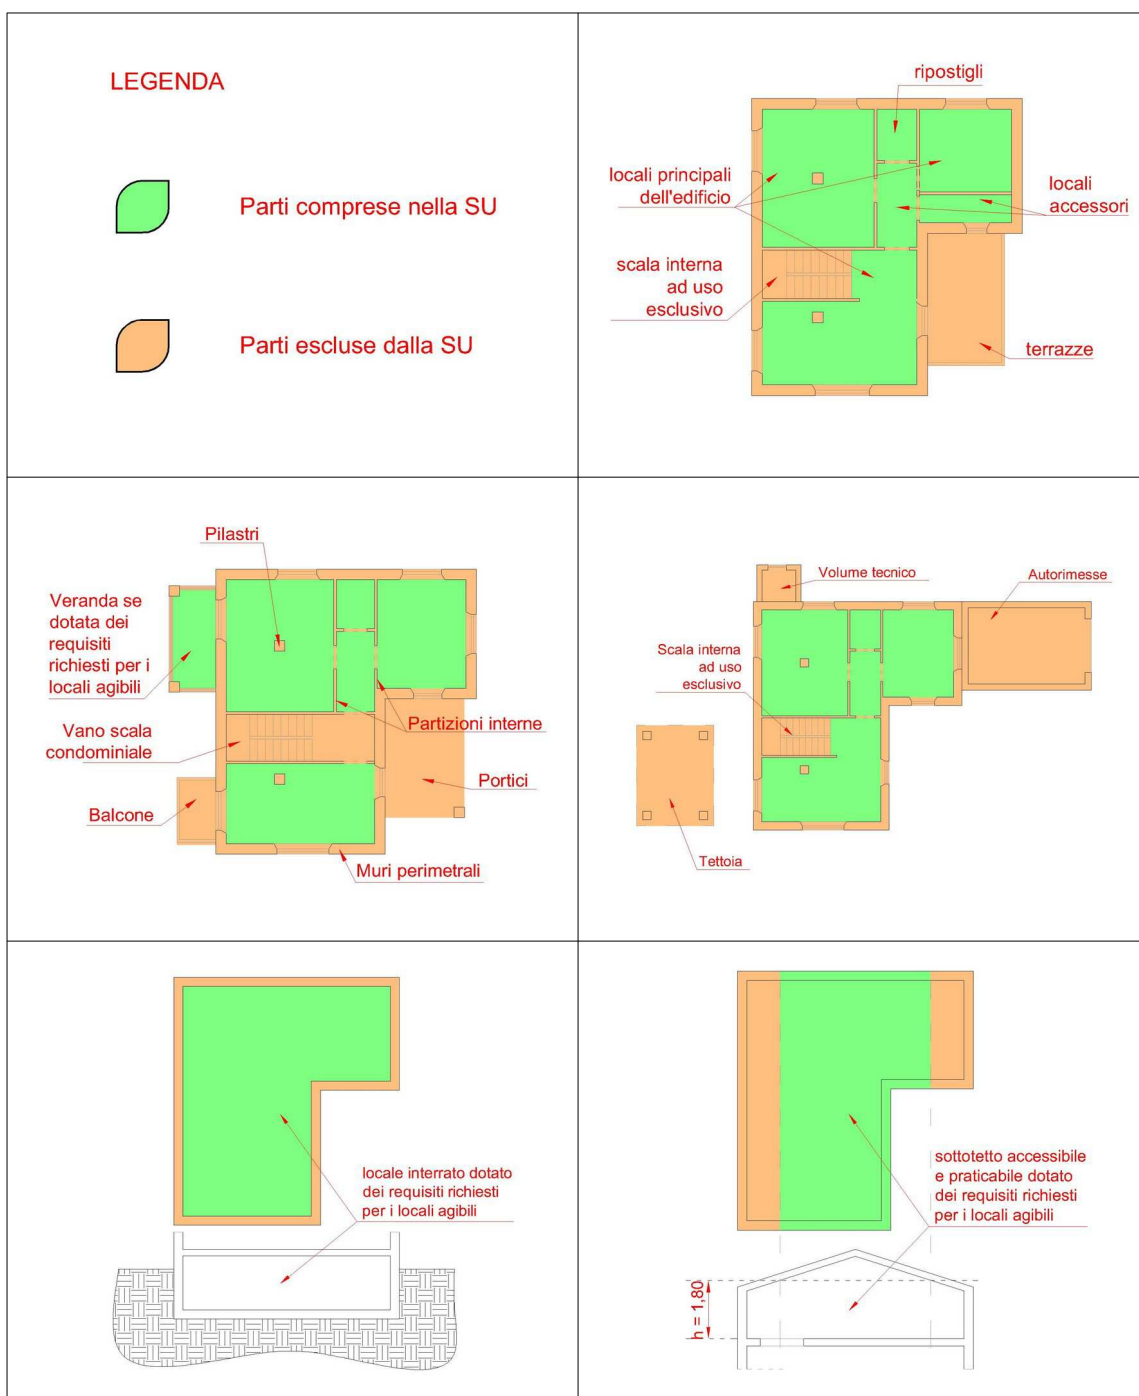 LEGENDA
Parti comprese nella SU
Parti escluse dalla SU
ripostigli
locali principali
dell'edificio
locali
accessori
scala interna
ad uso
esclusivo
terrazze
Pilastri
Veranda se
dotata dei
requisiti
richiesti per i
locali agibili
Vano scala
condominiale
Partizioni interne
Portici
Balcone
Muri perimetrali
Volume tecnico
Autorimesse
Scala interna
ad uso
esclusivo
Tettoia
locale interrato dotato
dei requisiti richiesti
per i locali agibili
sottotetto accessibile
e praticabile dotato
dei requisiti richiesti
per i locali agibili
h = 1,80